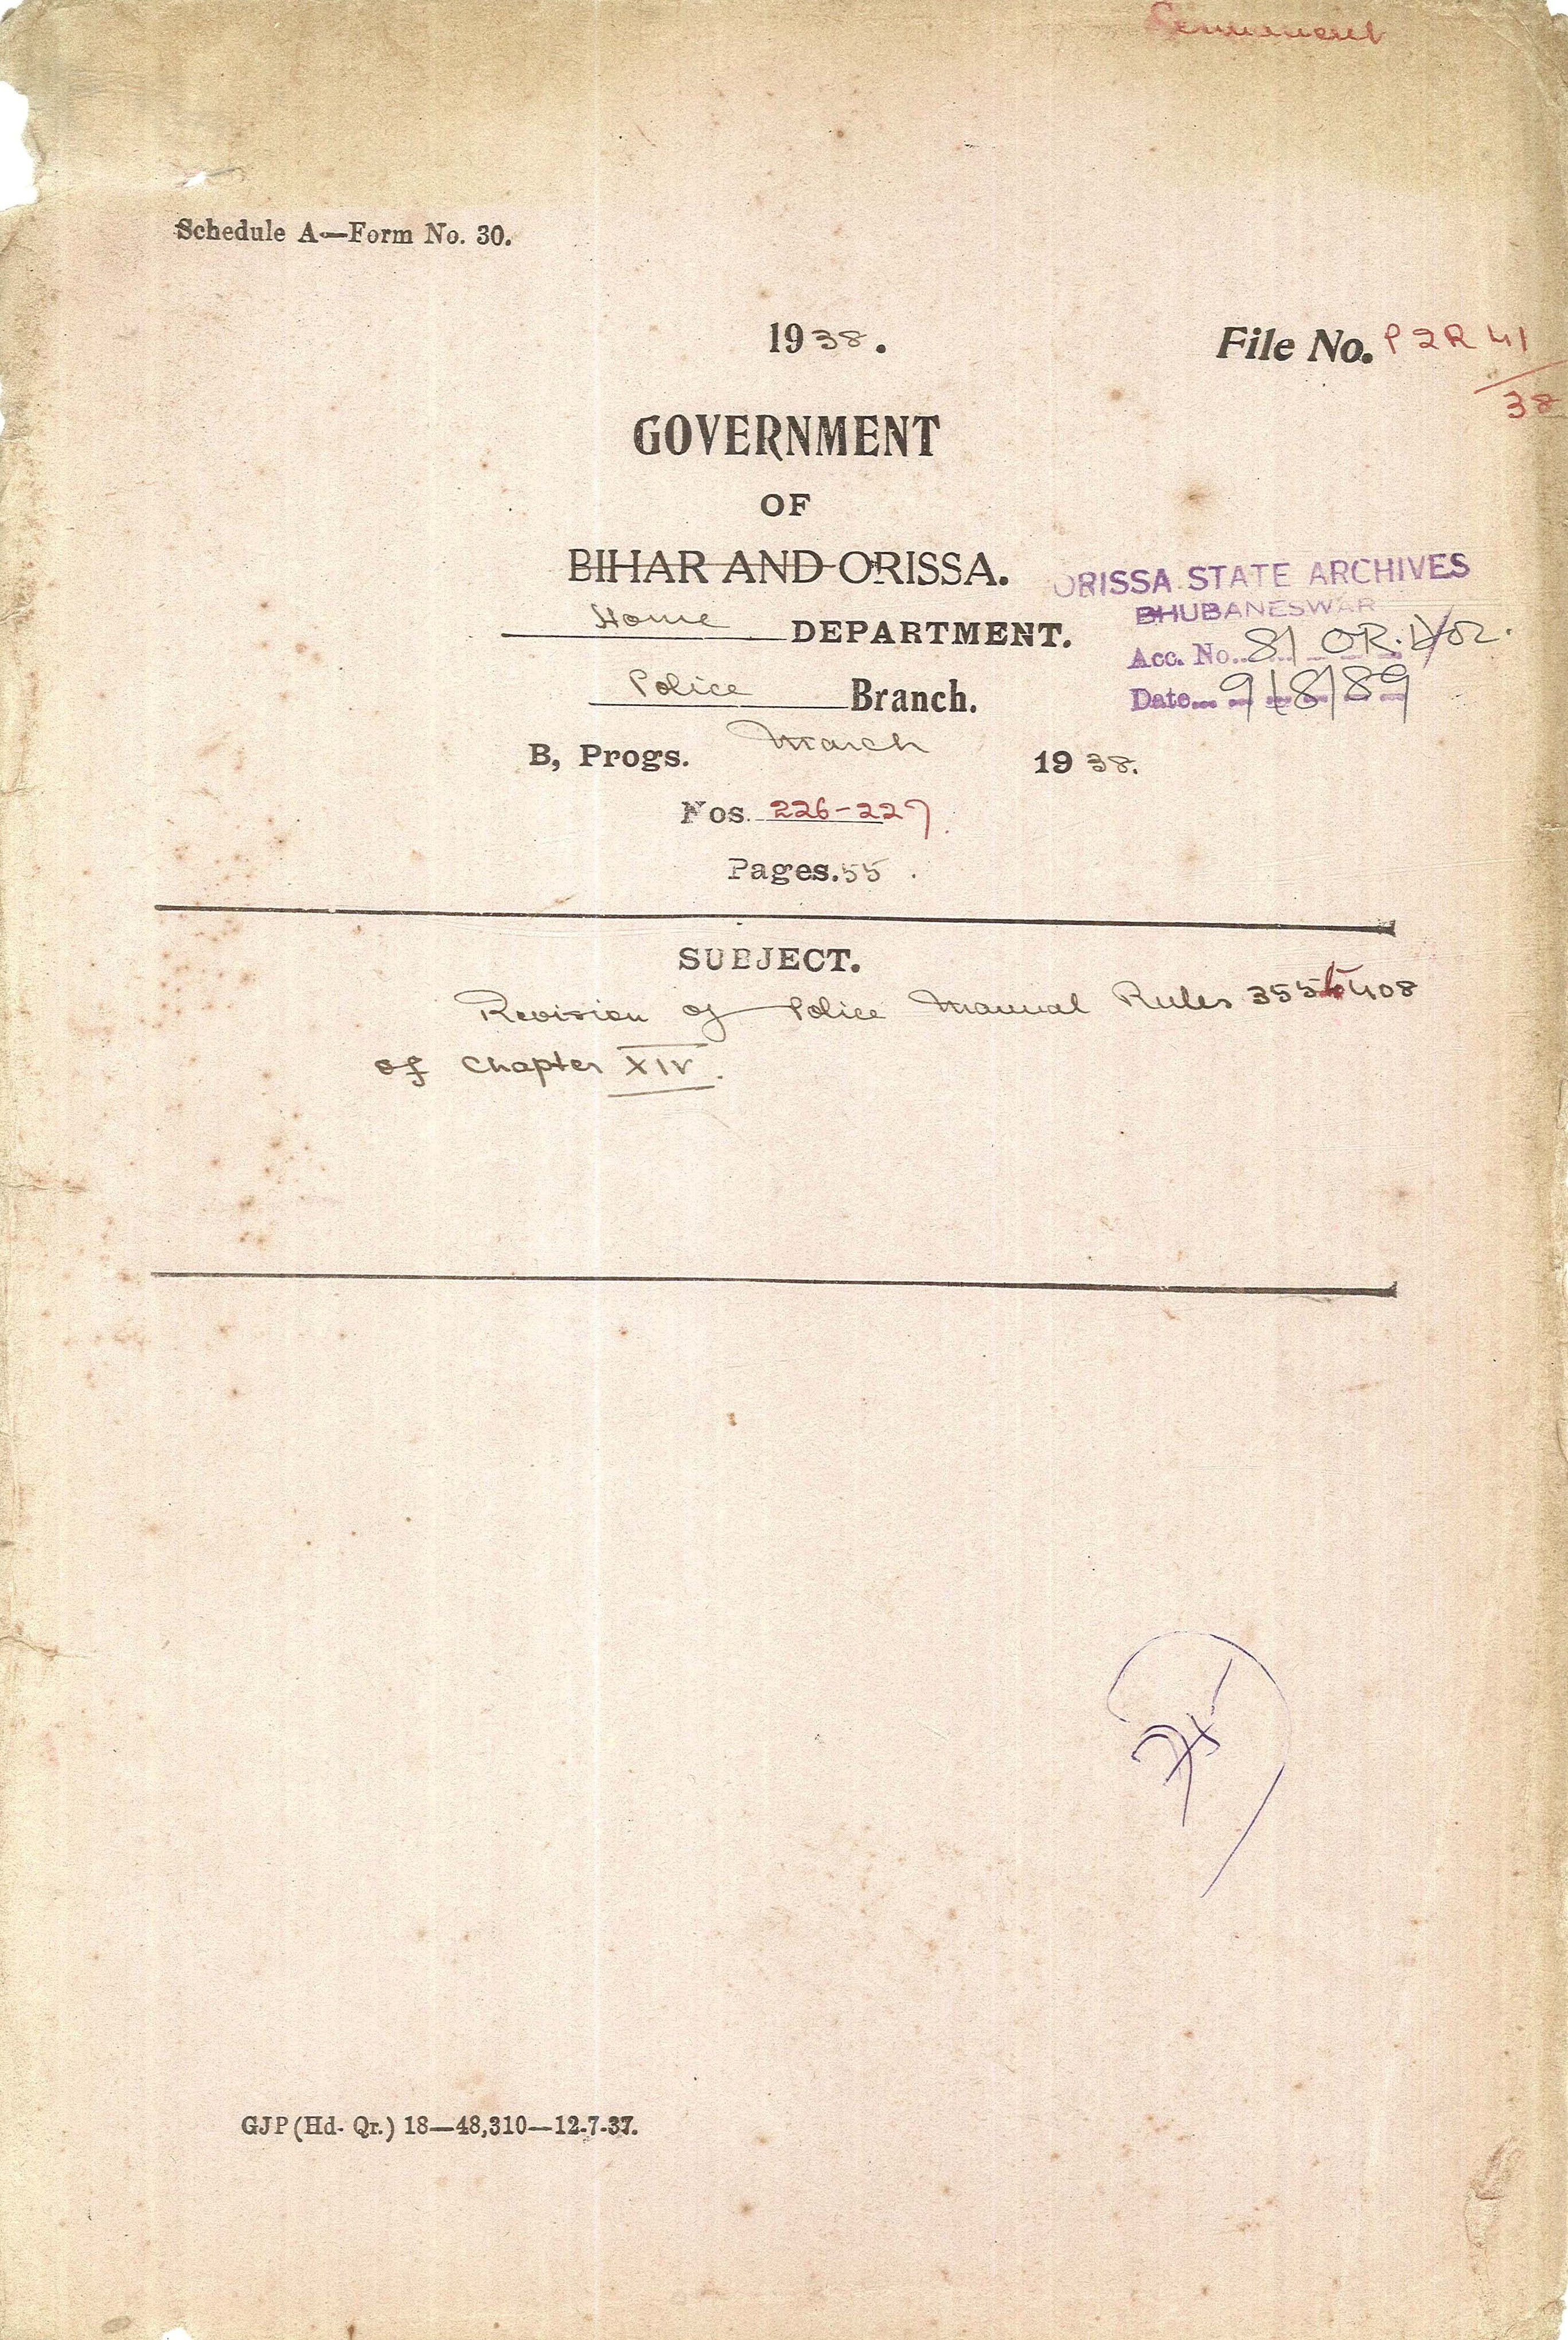 Permanent
Schedule A—Form No. 30.
1938.
File No. P2R 41/38
GOVERNMENT
OF
BIHAR AND ORISSA.
ORISSA STATE ARCHIVES
BHUBANESWAR
Home DEPARTMENT.
Acc. No. 81 OR.
Police Branch.
Date 9/8/89
B, Progs. March 1938.
Nos. 226-227.
Pages. 55.
SUBJECT.
Revision of Police Manual Rules 355 to 408
of Chapter XIV.
GJP (Hd. Qr.) 18—48,310—12-7-37.